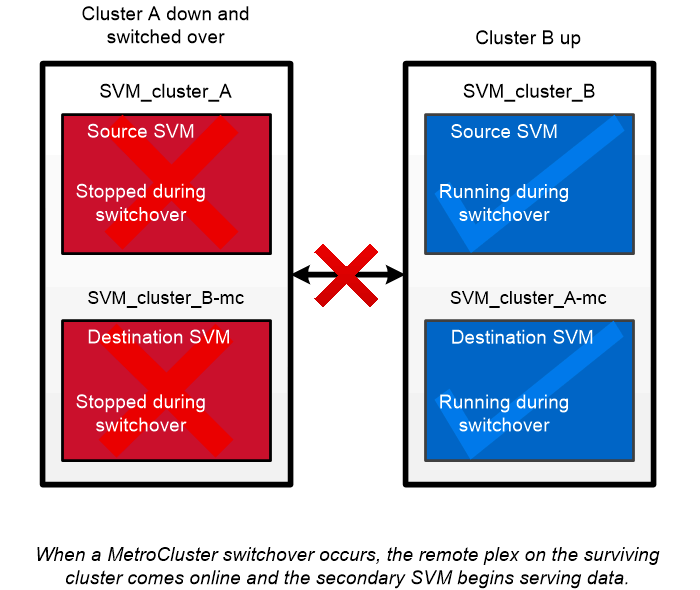 Cluster A down and
switched over
Cluster B up
SVM_cluster_A
Source SVM
Stopped during
switchover
SVM_cluster_B-mc
Destination SVM
Stopped during
switchover
SVM_cluster_B
Source SVM
Running during
switchover
SVM_cluster_A-mc
Destination SVM
Running during
switchover
When a MetroCluster switchover occurs, the remote plex on the surviving
cluster comes online and the secondary SVM begins serving data.